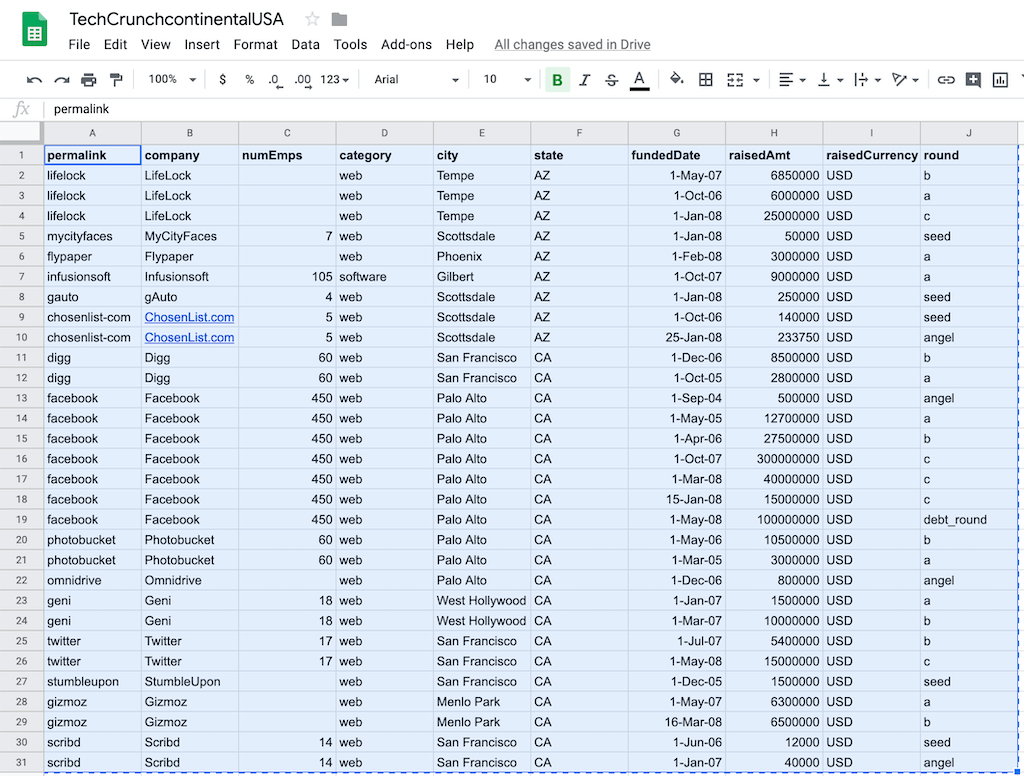 TechCrunchcontinentalUSA
File Edit View Insert Format Data Tools Add-ons Help All changes saved in Drive
100% $ % .0 .00 123 Arial 10 B I S A
fx permalink
A B C D E F G H I J
1 permalink company numEmps category city state fundedDate raisedAmt raisedCurrency round
2 lifelock LifeLock web Tempe AZ 1-May-07 6850000 USD b
3 lifelock LifeLock web Tempe AZ 1-Oct-06 6000000 USD a
4 lifelock LifeLock web Tempe AZ 1-Jan-08 25000000 USD c
5 mycityfaces MyCityFaces 7 web Scottsdale AZ 1-Jan-08 50000 USD seed
6 flypaper Flypaper web Phoenix AZ 1-Feb-08 3000000 USD a
7 infusionsoft Infusionsoft 105 software Gilbert AZ 1-Oct-07 9000000 USD a
8 gauto gAuto 4 web Scottsdale AZ 1-Jan-08 250000 USD seed
9 chosenlist-com ChosenList.com 5 web Scottsdale AZ 1-Oct-06 140000 USD seed
10 chosenlist-com ChosenList.com 5 web Scottsdale AZ 25-Jan-08 233750 USD angel
11 digg Digg 60 web San Francisco CA 1-Dec-06 8500000 USD b
12 digg Digg 60 web San Francisco CA 1-Oct-05 2800000 USD a
13 facebook Facebook 450 web Palo Alto CA 1-Sep-04 500000 USD angel
14 facebook Facebook 450 web Palo Alto CA 1-May-05 12700000 USD a
15 facebook Facebook 450 web Palo Alto CA 1-Apr-06 27500000 USD b
16 facebook Facebook 450 web Palo Alto CA 1-Oct-07 300000000 USD c
17 facebook Facebook 450 web Palo Alto CA 1-Mar-08 40000000 USD c
18 facebook Facebook 450 web Palo Alto CA 15-Jan-08 15000000 USD c
19 facebook Facebook 450 web Palo Alto CA 1-May-08 100000000 USD debt_round
20 photobucket Photobucket 60 web Palo Alto CA 1-May-06 10500000 USD b
21 photobucket Photobucket 60 web Palo Alto CA 1-Mar-05 3000000 USD a
22 omnidrive Omnidrive web Palo Alto CA 1-Dec-06 800000 USD angel
23 geni Geni 18 web West Hollywood CA 1-Jan-07 1500000 USD a
24 geni Geni 18 web West Hollywood CA 1-Mar-07 10000000 USD b
25 twitter Twitter 17 web San Francisco CA 1-Jul-07 5400000 USD b
26 twitter Twitter 17 web San Francisco CA 1-May-08 15000000 USD c
27 stumbleupon StumbleUpon web San Francisco CA 1-Dec-05 1500000 USD seed
28 gizmoz Gizmoz web Menlo Park CA 1-May-07 6300000 USD a
29 gizmoz Gizmoz web Menlo Park CA 16-Mar-08 6500000 USD b
30 scribd Scribd 14 web San Francisco CA 1-Jun-06 12000 USD seed
31 scribd Scribd 14 web San Francisco CA 1-Jan-07 40000 USD angel